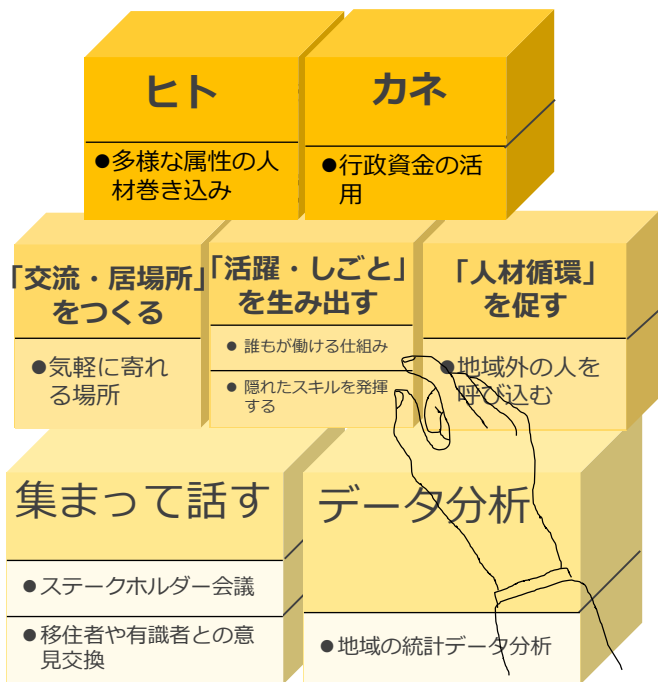 ヒト
●多様な属性の人
材巻き込み
カネ
●行政資金の活
用
「交流・居場所」
をつくる
●気軽に寄れ
る場所
「活躍・しごと」
を生み出す
● 誰もが働ける仕組み
● 隠れたスキルを発揮
する
「人材循環」
を促す
●地域外の人を
呼び込む
集まって話す
●ステークホルダー会議
●移住者や有識者との意
見交換
データ分析
●地域の統計データ分析